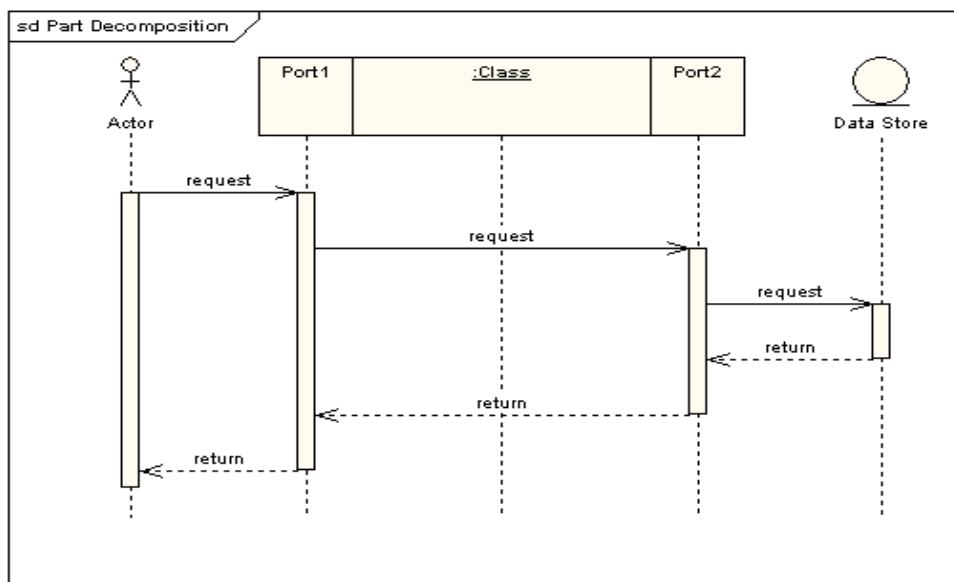 sd Part Decomposition
Port1
:Class
Port2
Actor
Data Store
request
request
request
return
return
return